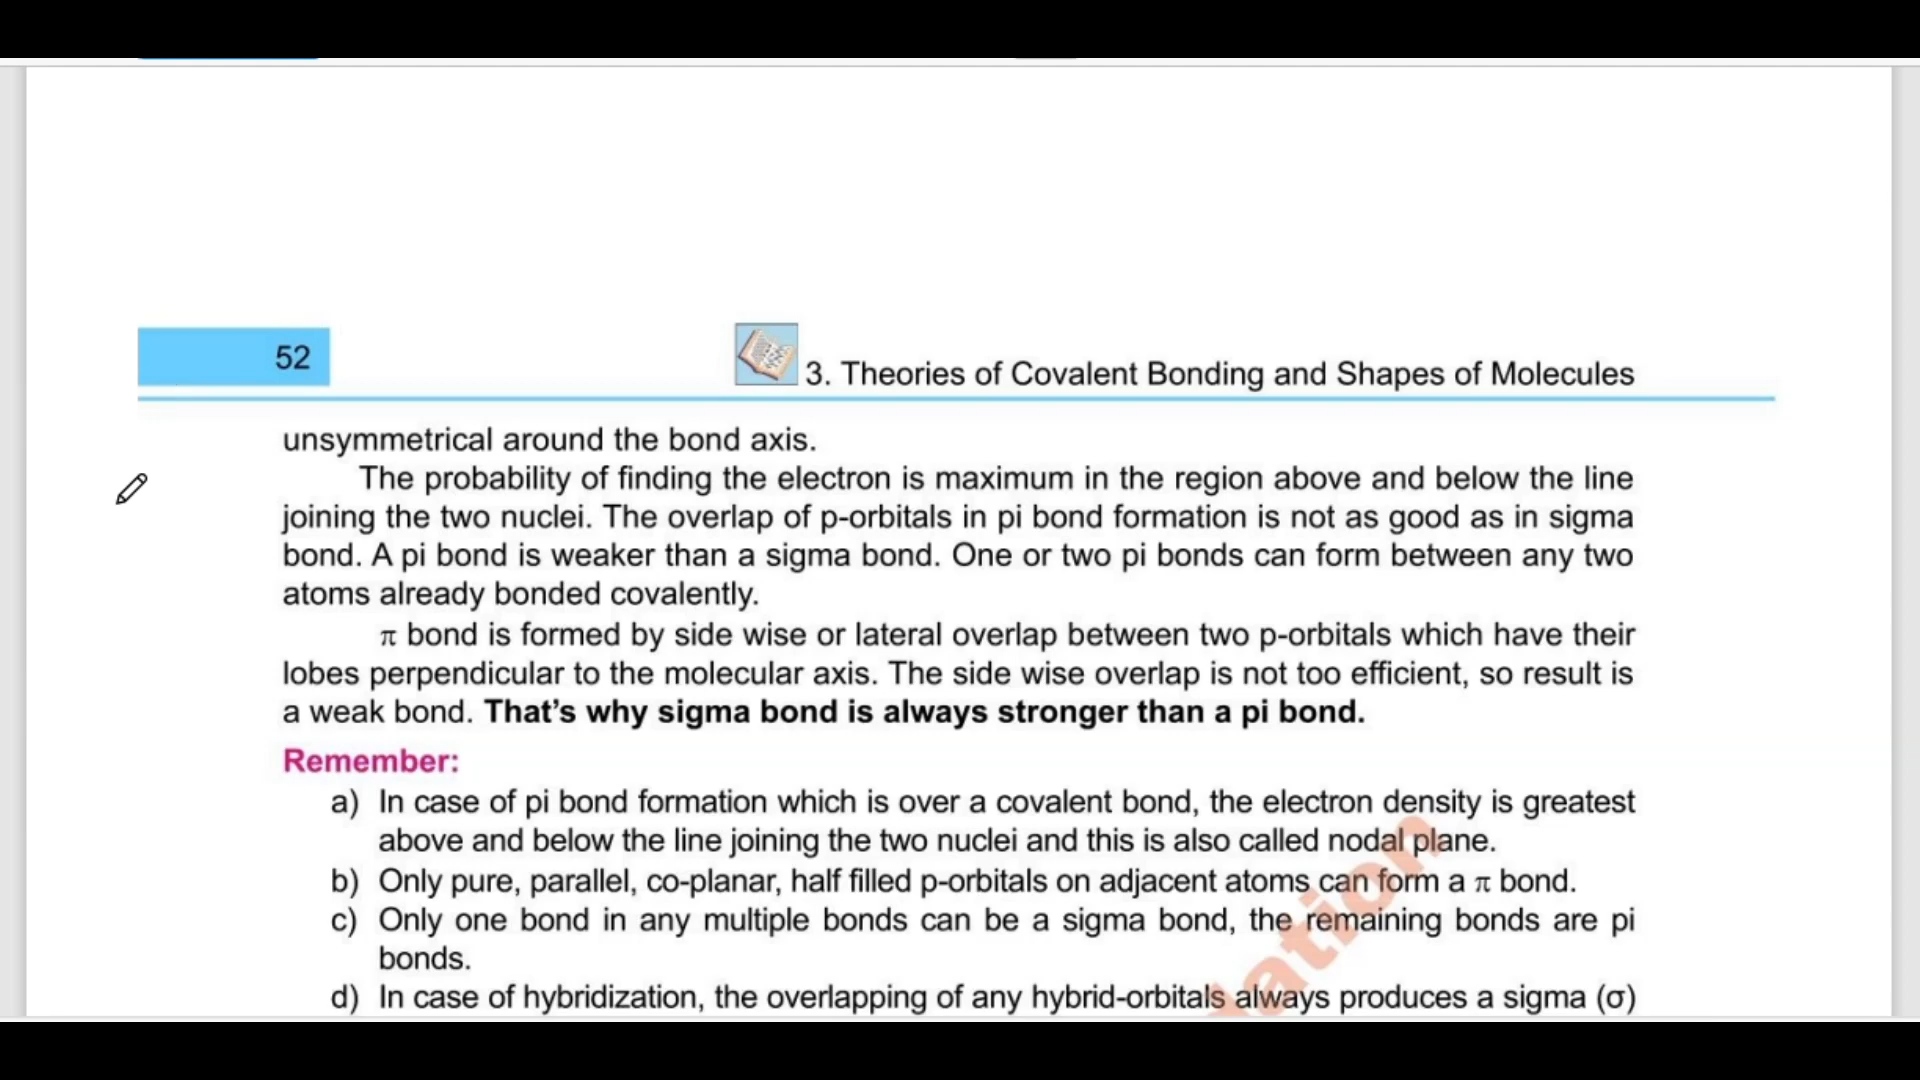 52
3. Theories of Covalent Bonding and Shapes of Molecules
unsymmetrical around the bond axis.
The probability of finding the electron is maximum in the region above and below the line
joining the two nuclei. The overlap of p-orbitals in pi bond formation is not as good as in sigma
bond. A pi bond is weaker than a sigma bond. One or two pi bonds can form between any two
atoms already bonded covalently.
π bond is formed by side wise or lateral overlap between two p-orbitals which have their
lobes perpendicular to the molecular axis. The side wise overlap is not too efficient, so result is
a weak bond. That’s why sigma bond is always stronger than a pi bond.
Remember:
a) In case of pi bond formation which is over a covalent bond, the electron density is greatest
above and below the line joining the two nuclei and this is also called nodal plane.
b) Only pure, parallel, co-planar, half filled p-orbitals on adjacent atoms can form a π bond.
c) Only one bond in any multiple bonds can be a sigma bond, the remaining bonds are pi
bonds.
d) In case of hybridization, the overlapping of any hybrid-orbitals always produces a sigma (σ)